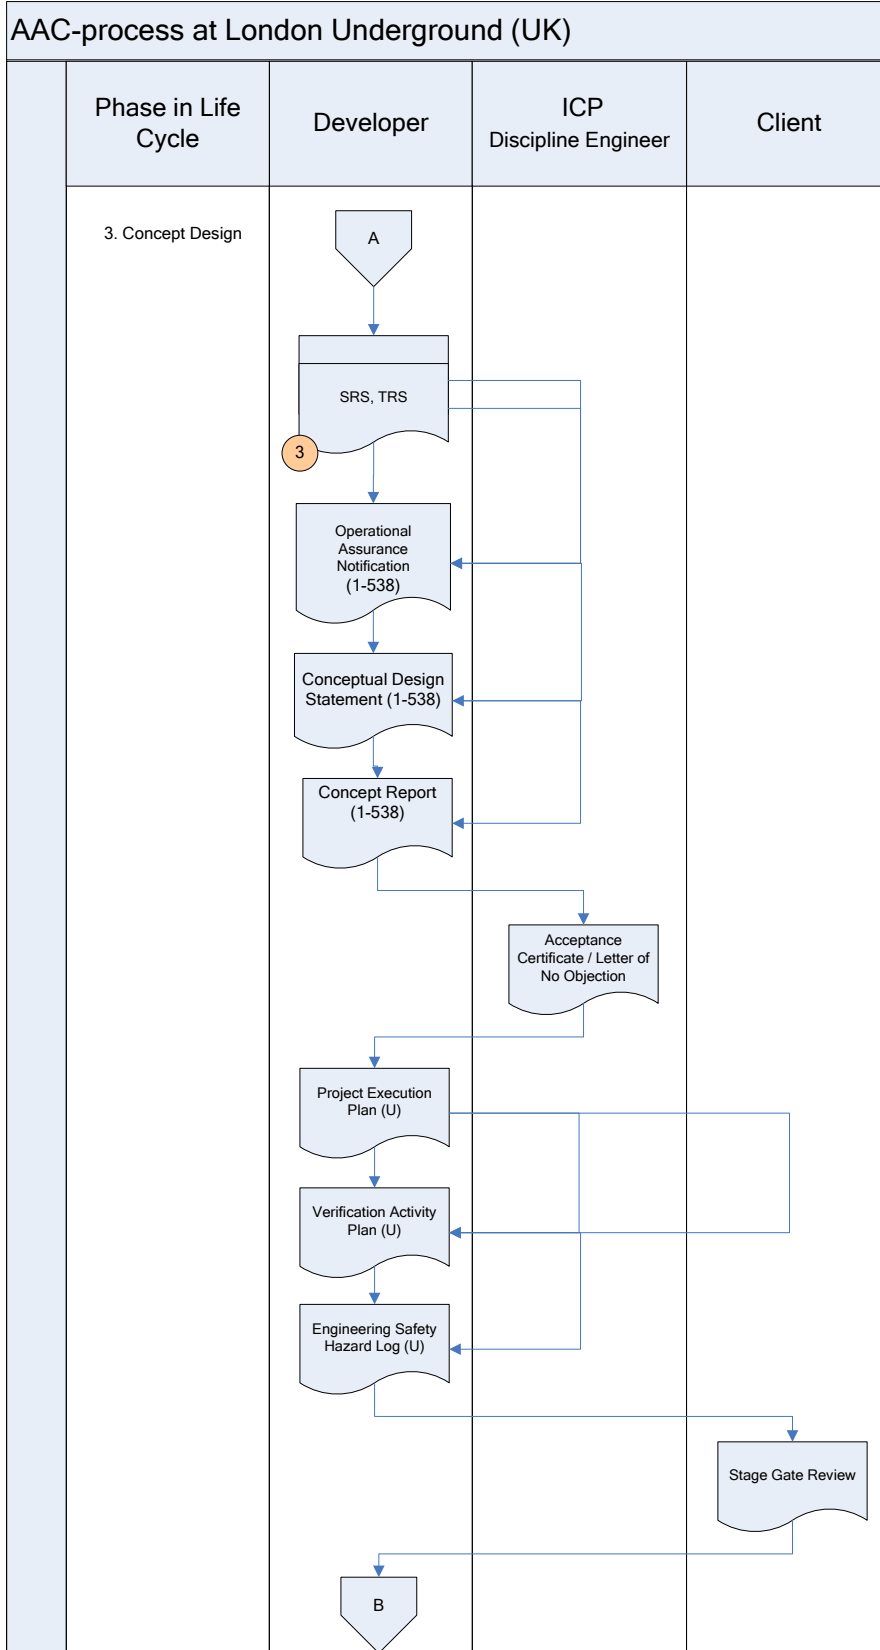 AAC-process at London Underground (UK)
Phase in Life
Cycle
Developer
ICP
Discipline Engineer
Client
3. Concept Design
A
SRS, TRS
3
Operational
Assurance
Notification
(1-538)
Conceptual Design
Statement (1-538)
Concept Report
(1-538)
Acceptance
Certificate / Letter of
No Objection
Project Execution
Plan (U)
Verification Activity
Plan (U)
Engineering Safety
Hazard Log (U)
Stage Gate Review
B